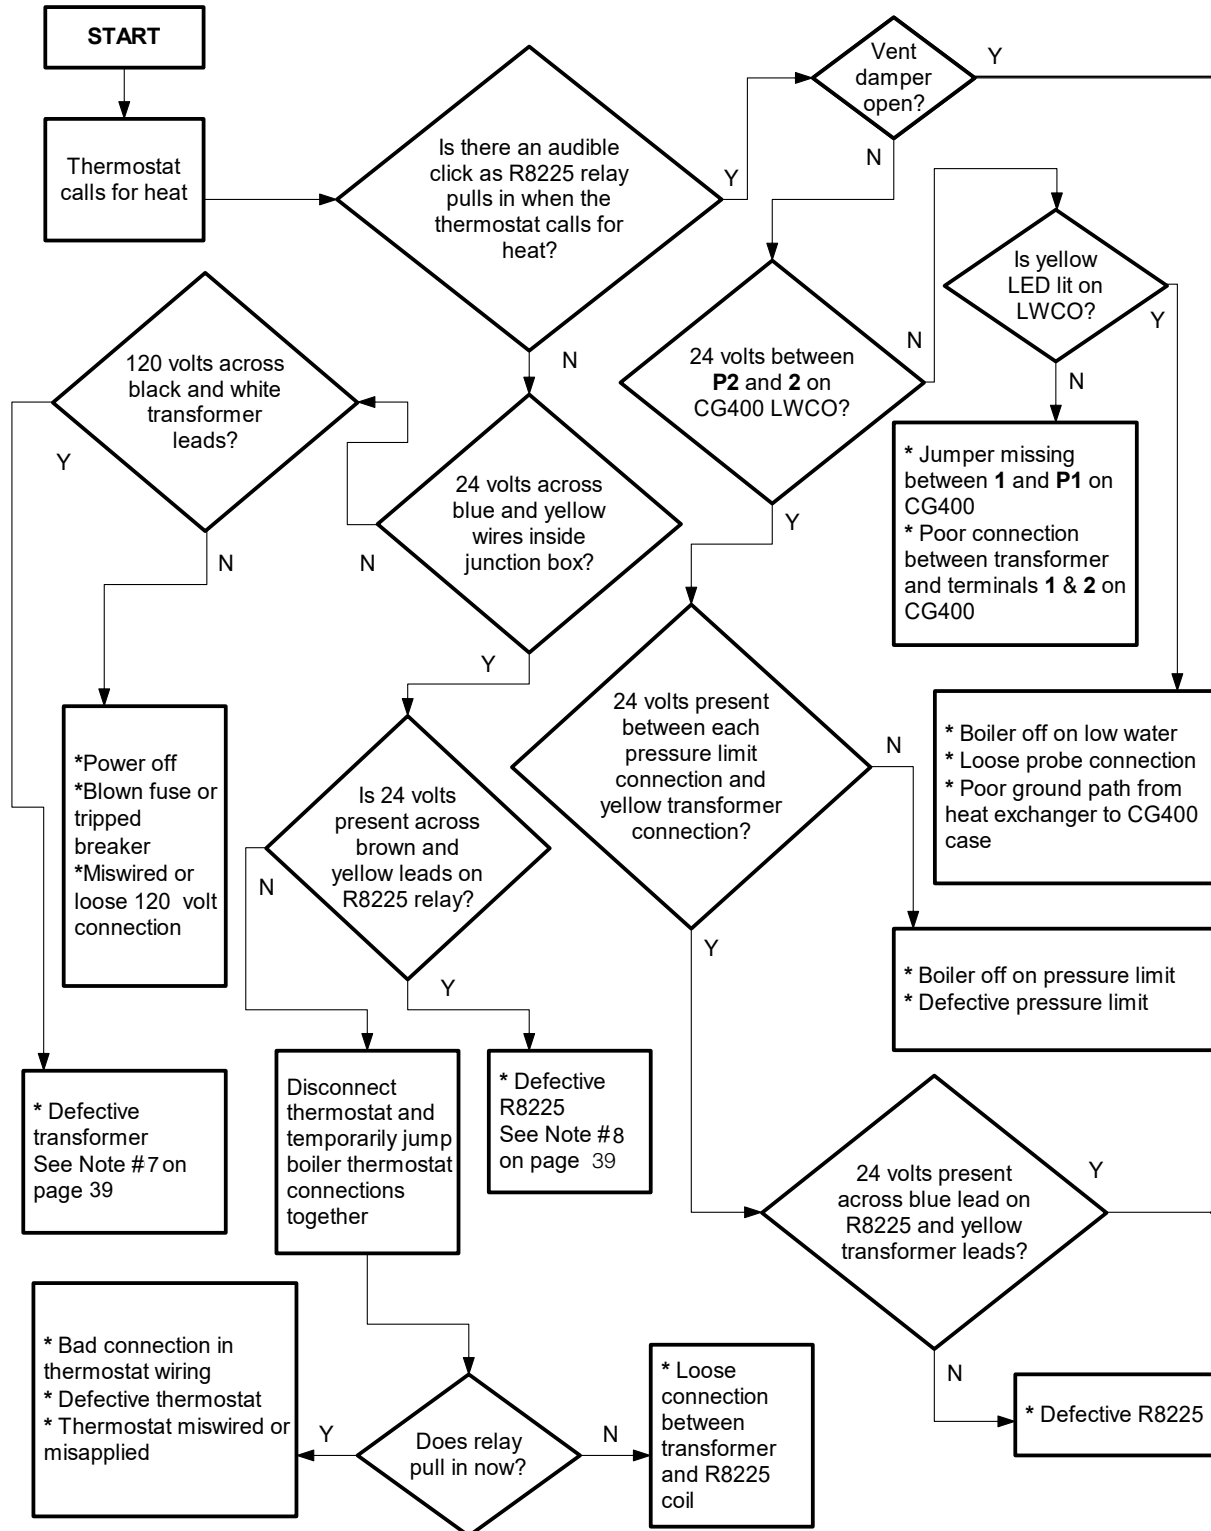 START
Thermostat
calls for heat
Is there an audible
click as R8225 relay
pulls in when the
thermostat calls for
heat?
Y
N
Vent
damper
open?
Y
N
24 volts between
P2 and 2 on
CG400 LWCO?
N
Y
Is yellow
LED lit on
LWCO?
Y
N
* Jumper missing
between 1 and P1 on
CG400
* Poor connection
between transformer
and terminals 1 & 2 on
CG400
* Boiler off on low water
* Loose probe connection
* Poor ground path from
heat exchanger to CG400
case
120 volts across
black and white
transformer
leads?
Y
N
24 volts across
blue and yellow
wires inside
junction box?
N
Y
*Power off
*Blown fuse or
tripped
breaker
*Miswired or
loose 120 volt
connection
Is 24 volts
present across
brown and
yellow leads on
R8225 relay?
N
Y
24 volts present
between each
pressure limit
connection and
yellow transformer
connection?
N
Y
* Boiler off on pressure limit
* Defective pressure limit
* Defective
transformer
See Note #7 on
page 39
Disconnect
thermostat and
temporarily jump
boiler thermostat
connections
together
* Defective
R8225
See Note #8
on page 39
24 volts present
across blue lead on
R8225 and yellow
transformer leads?
Y
N
* Defective R8225
* Bad connection in
thermostat wiring
* Defective thermostat
* Thermostat miswired or
misapplied
Y
Does relay
pull in now?
N
* Loose
connection
between
transformer
and R8225
coil